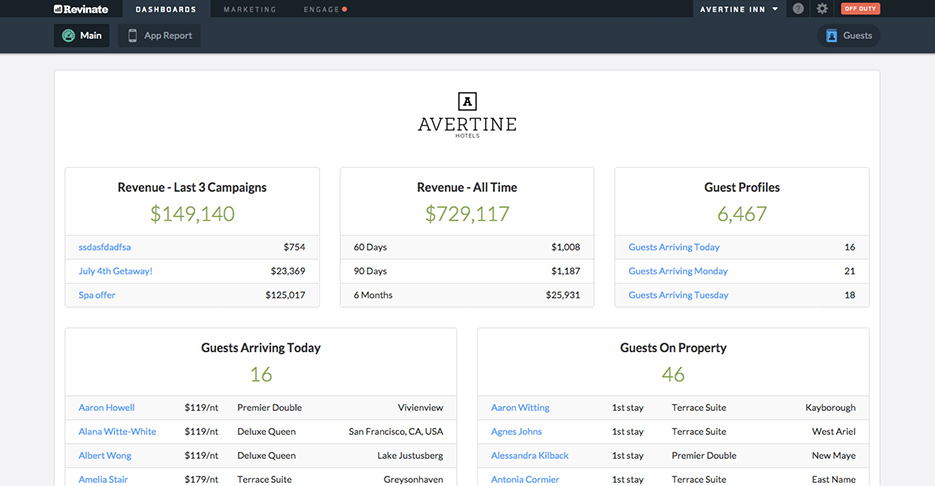 Revinate DASHBOARDS MARKETING ENGAGE AVERTINE INN ? OFF DUTY
Main App Report Guests
A
AVERTINE
HOTELS
Revenue - Last 3 Campaigns
$149,140
ssdasfdadfsa $754
July 4th Getaway! $23,369
Spa offer $125,017
Revenue - All Time
$729,117
60 Days $1,008
90 Days $1,187
6 Months $25,931
Guest Profiles
6,467
Guests Arriving Today 16
Guests Arriving Monday 21
Guests Arriving Tuesday 18
Guests Arriving Today
16
Aaron Howell $119/nt Premier Double Vivienview
Alana Witte-White $119/nt Deluxe Queen San Francisco, CA, USA
Albert Wong $119/nt Deluxe Queen Lake Justusberg
Amelia Stair $179/nt Terrace Suite Greysonhaven
Guests On Property
46
Aaron Witting 1st stay Terrace Suite Kayborough
Agnes Johns 1st stay Terrace Suite West Ariel
Alessandra Kilback 1st stay Premier Double New Maye
Antonia Cormier 1st stay Terrace Suite East Name